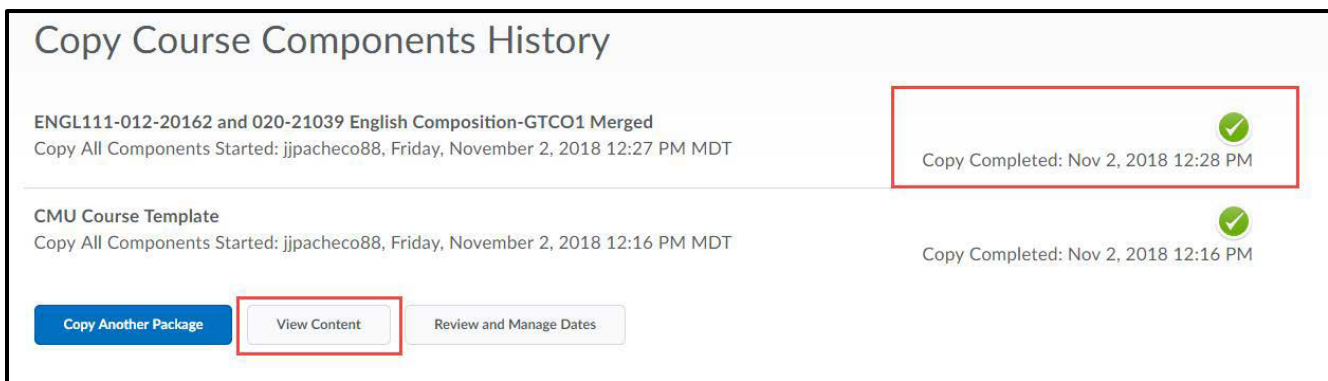 Copy Course Components History
ENGL111-012-20162 and 020-21039 English Composition-GTCO1 Merged
Copy All Components Started: jjpacheco88, Friday, November 2, 2018 12:27 PM MDT
Copy Completed: Nov 2, 2018 12:28 PM
CMU Course Template
Copy All Components Started: jjpacheco88, Friday, November 2, 2018 12:16 PM MDT
Copy Completed: Nov 2, 2018 12:16 PM
Copy Another Package View Content Review and Manage Dates